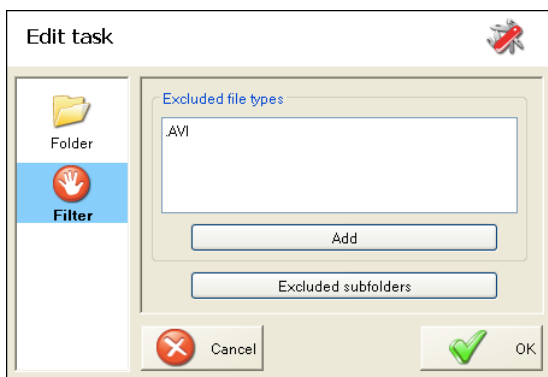 Edit task
Folder
Filter
Excluded file types
.AVI
Add
Excluded subfolders
Cancel
OK